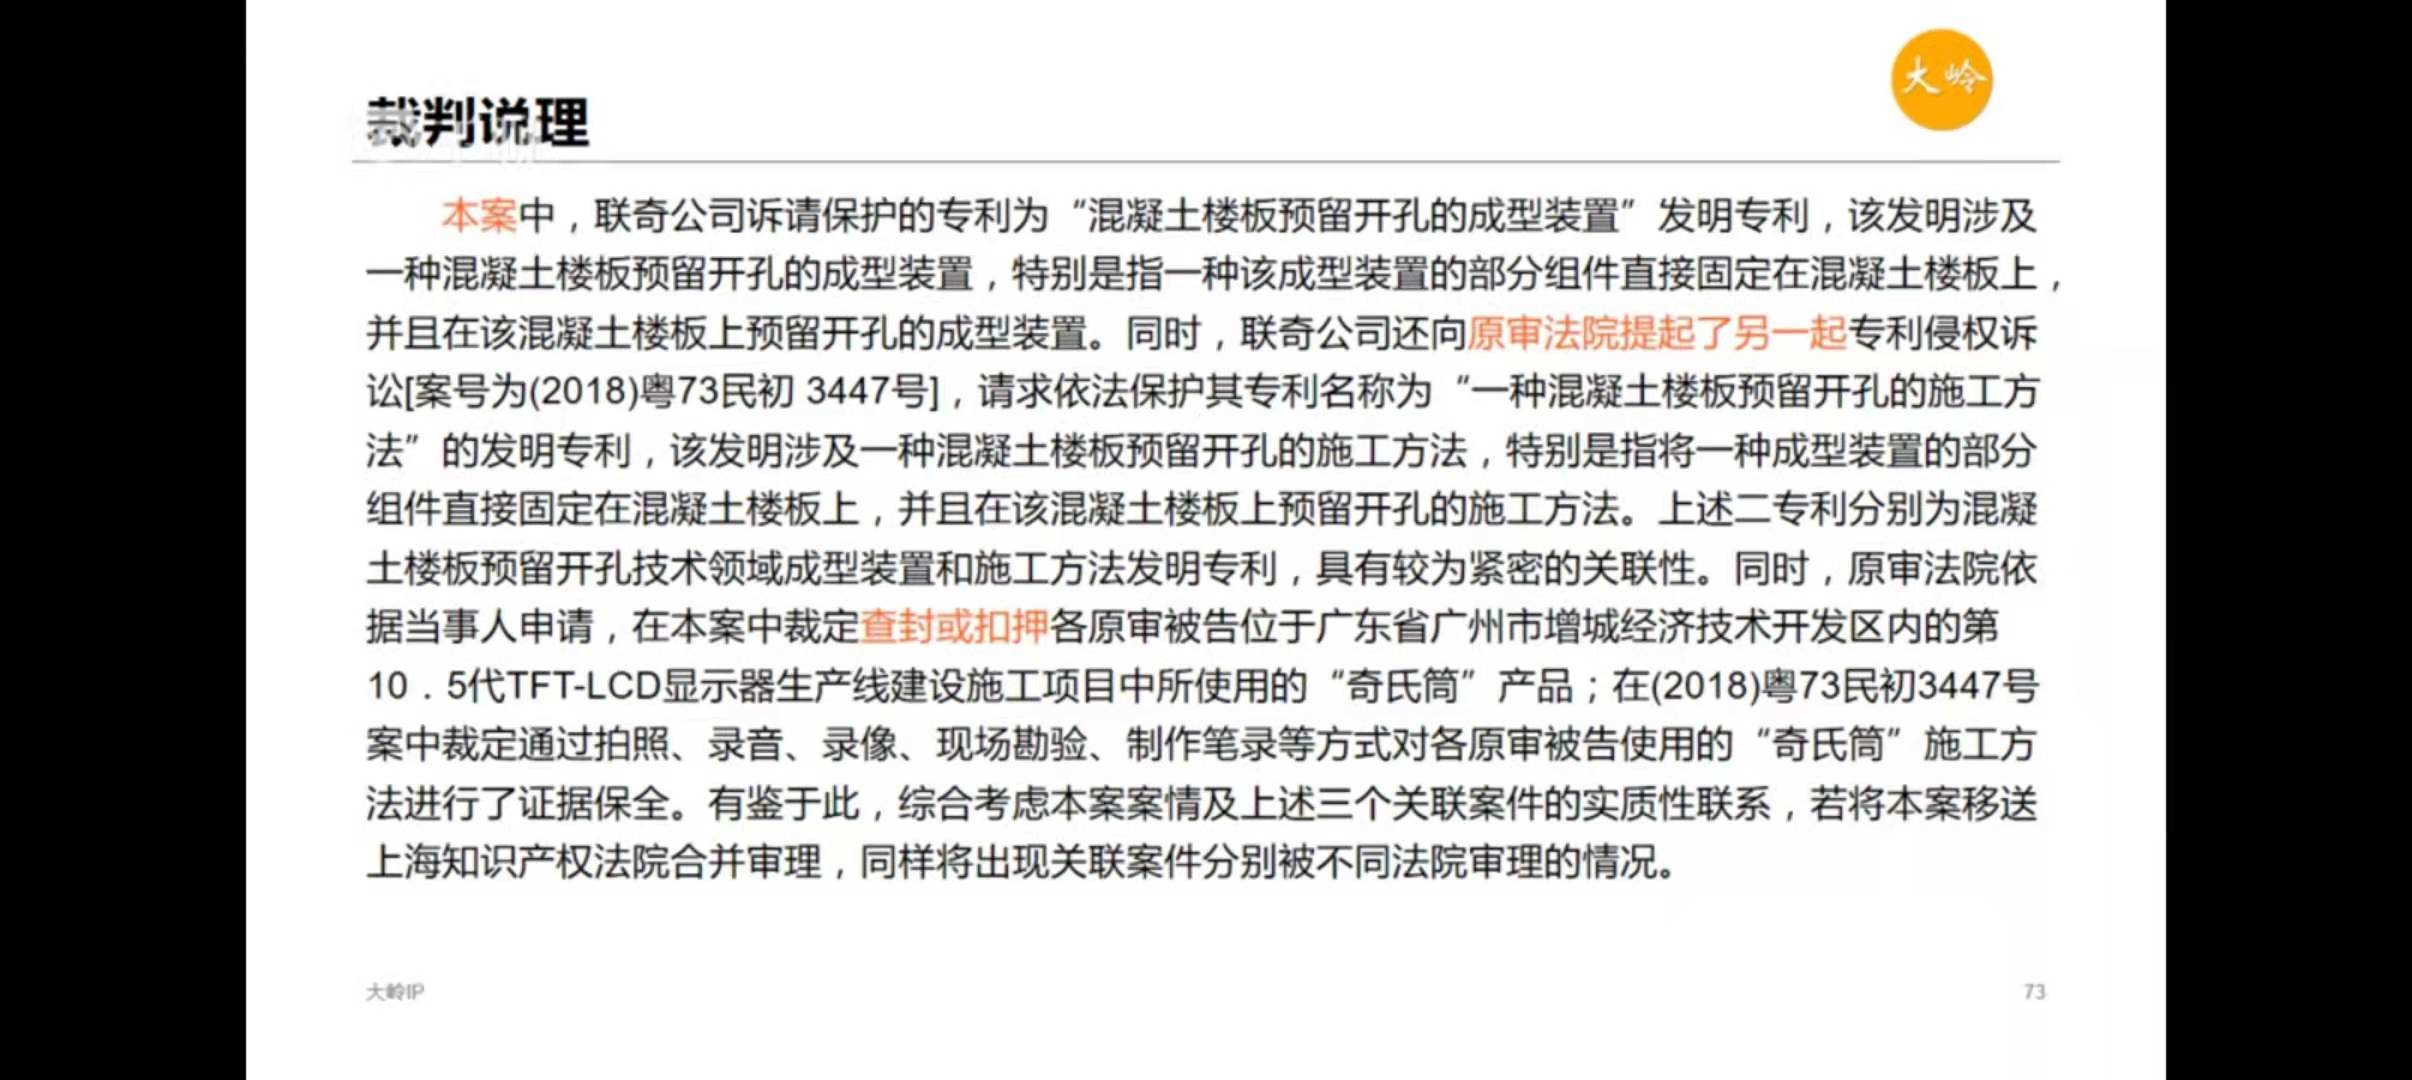 大岭
裁判说理
本案中，联奇公司诉请保护的专利为“混凝土楼板预留开孔的成型装置”发明专利，该发明涉及
一种混凝土楼板预留开孔的成型装置，特别是指一种该成型装置的部分组件直接固定在混凝土楼板上，
并且在该混凝土楼板上预留开孔的成型装置。同时，联奇公司还向原审法院提起了另一起专利侵权诉
讼[案号为(2018)粤73民初 3447号]，请求依法保护其专利名称为“一种混凝土楼板预留开孔的施工方
法”的发明专利，该发明涉及一种混凝土楼板预留开孔的施工方法，特别是指将一种成型装置的部分
组件直接固定在混凝土楼板上，并且在该混凝土楼板上预留开孔的施工方法。上述二专利分别为混凝
土楼板预留开孔技术领域成型装置和施工方法发明专利，具有较为紧密的关联性。同时，原审法院依
据当事人申请，在本案中裁定查封或扣押各原审被告位于广东省广州市增城经济技术开发区内的第
10．5代TFT-LCD显示器生产线建设施工项目中所使用的“奇氏筒”产品；在(2018)粤73民初3447号
案中裁定通过拍照、录音、录像、现场勘验、制作笔录等方式对各原审被告使用的“奇氏筒”施工方
法进行了证据保全。有鉴于此，综合考虑本案案情及上述三个关联案件的实质性联系，若将本案移送
上海知识产权法院合并审理，同样将出现关联案件分别被不同法院审理的情况。
大岭IP
73